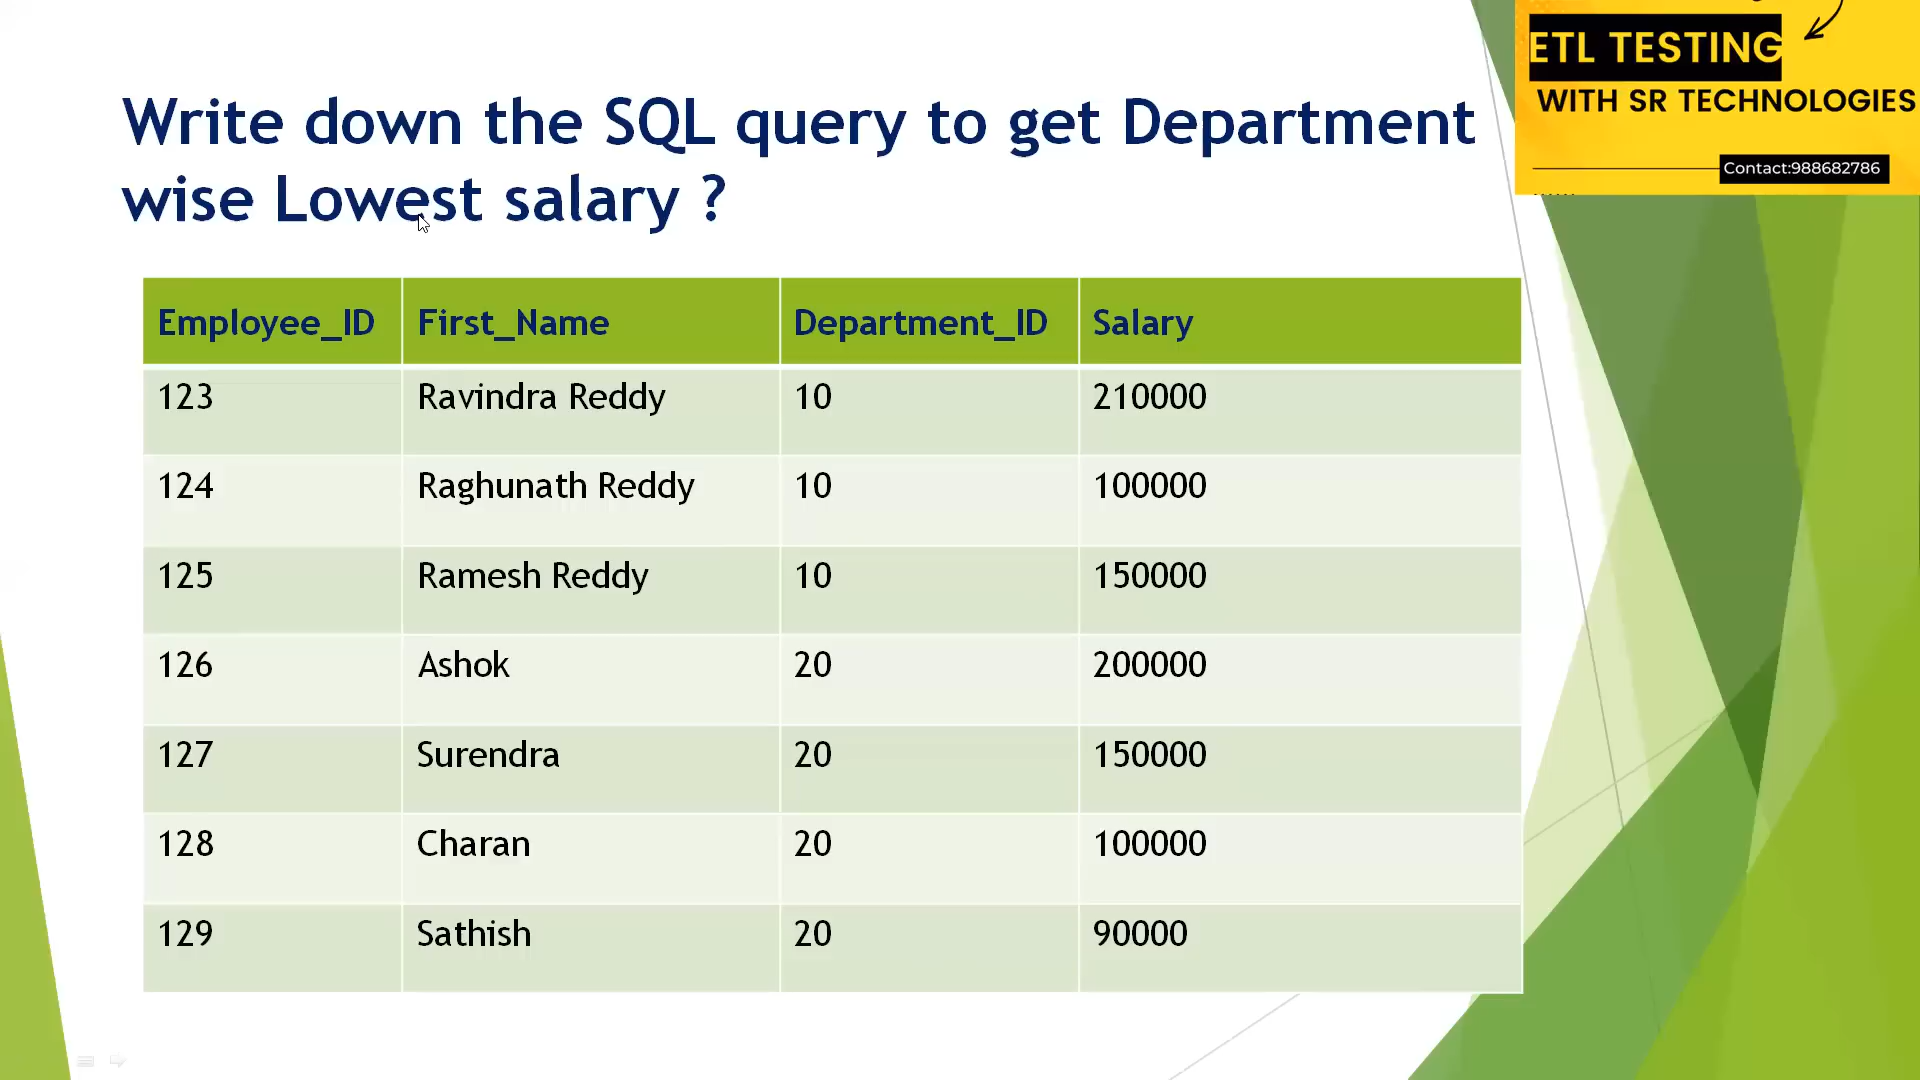 ETL TESTING
WITH SR TECHNOLOGIES
Contact:988682786
Write down the SQL query to get Department
wise Lowest salary ?
Employee_ID First_Name Department_ID Salary
123 Ravindra Reddy 10 210000
124 Raghunath Reddy 10 100000
125 Ramesh Reddy 10 150000
126 Ashok 20 200000
127 Surendra 20 150000
128 Charan 20 100000
129 Sathish 20 90000